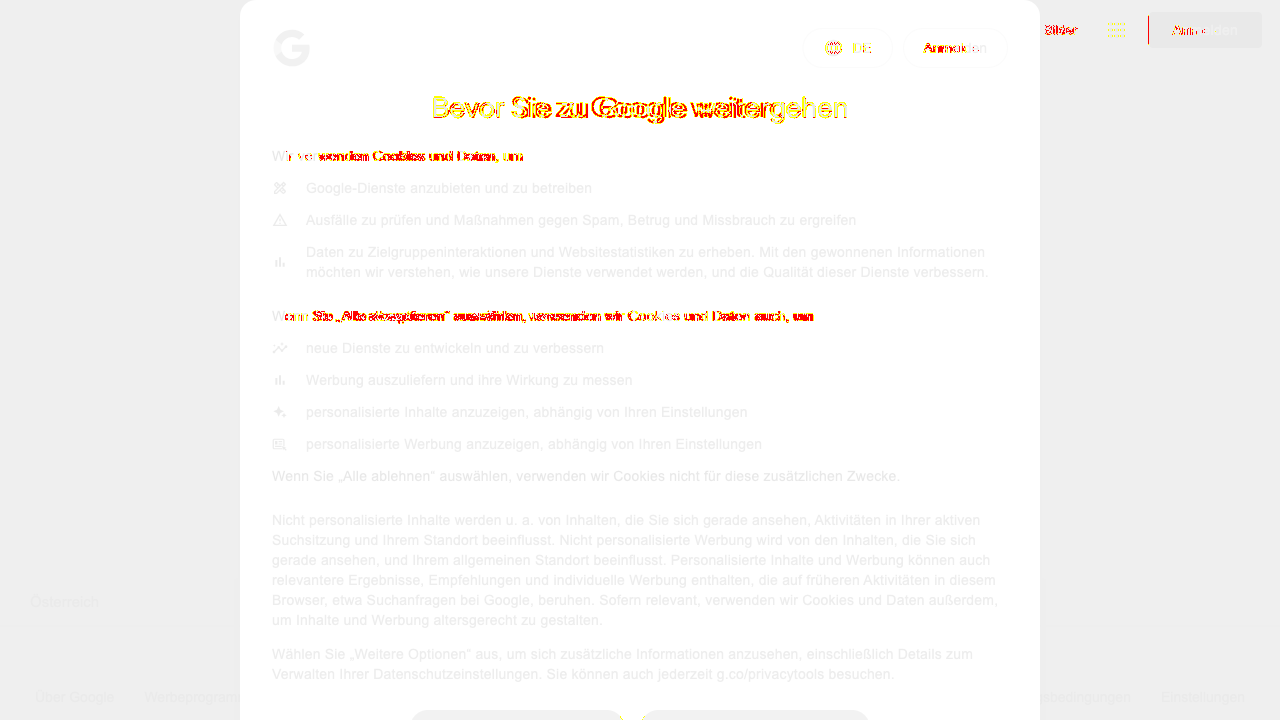 Bilder
Anmelden
DE
Anmelden
Bevor Sie zu Google weitergehen
Wir verwenden Cookies und Daten, um
Google-Dienste anzubieten und zu betreiben
Ausfälle zu prüfen und Maßnahmen gegen Spam, Betrug und Missbrauch zu ergreifen
Daten zu Zielgruppeninteraktionen und Websitestatistiken zu erheben. Mit den gewonnenen Informationen
möchten wir verstehen, wie unsere Dienste verwendet werden, und die Qualität dieser Dienste verbessern.
Wenn Sie „Alle akzeptieren“ auswählen, verwenden wir Cookies und Daten auch, um
neue Dienste zu entwickeln und zu verbessern
Werbung auszuliefern und ihre Wirkung zu messen
personalisierte Inhalte anzuzeigen, abhängig von Ihren Einstellungen
personalisierte Werbung anzuzeigen, abhängig von Ihren Einstellungen
Wenn Sie „Alle ablehnen“ auswählen, verwenden wir Cookies nicht für diese zusätzlichen Zwecke.
Nicht personalisierte Inhalte werden u. a. von Inhalten, die Sie sich gerade ansehen, Aktivitäten in Ihrer aktiven
Suchsitzung und Ihrem Standort beeinflusst. Nicht personalisierte Werbung wird von den Inhalten, die Sie sich
gerade ansehen, und Ihrem allgemeinen Standort beeinflusst. Personalisierte Inhalte und Werbung können auch
relevantere Ergebnisse, Empfehlungen und individuelle Werbung enthalten, die auf früheren Aktivitäten in diesem
Browser, etwa Suchanfragen bei Google, beruhen. Sofern relevant, verwenden wir Cookies und Daten außerdem,
um Inhalte und Werbung altersgerecht zu gestalten.
Österreich
Wählen Sie „Weitere Optionen“ aus, um sich zusätzliche Informationen anzusehen, einschließlich Details zum
Verwalten Ihrer Datenschutzeinstellungen. Sie können auch jederzeit g.co/privacytools besuchen.
Über Google
Werbeprogramme
Einstellungen